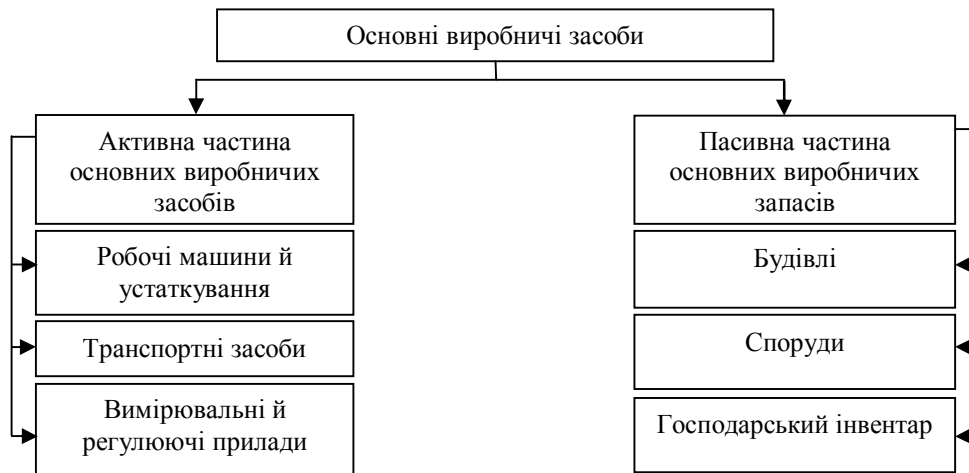 Основні виробничі засоби
Активна частина
основних виробничих
засобів
Робочі машини й
устаткування
Транспортні засоби
Вимірювальні й
регулюючі прилади
Пасивна частина
основних виробничих
запасів
Будівлі
Споруди
Господарський інвентар